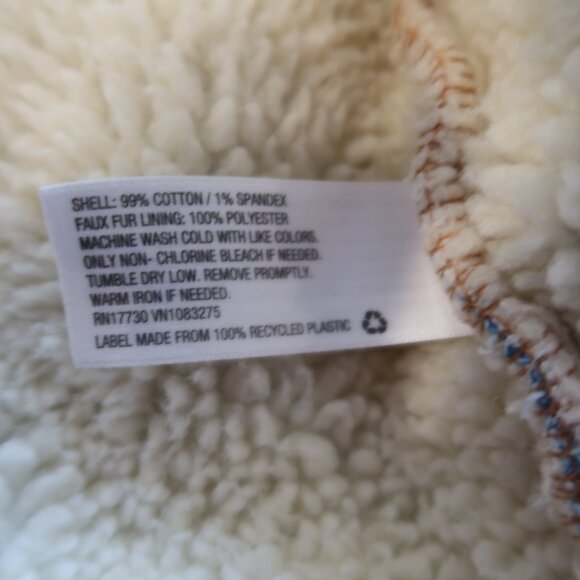 SHELL: 99% COTTON / 1% SPANDEX
FAUX FUR LINING: 100% POLYESTER
MACHINE WASH COLD WITH LIKE COLORS.
ONLY NON- CHLORINE BLEACH IF NEEDED.
TUMBLE DRY LOW. REMOVE PROMPTLY.
WARM IRON IF NEEDED.
RN17730 VN1083275
LABEL MADE FROM 100% RECYCLED PLASTIC